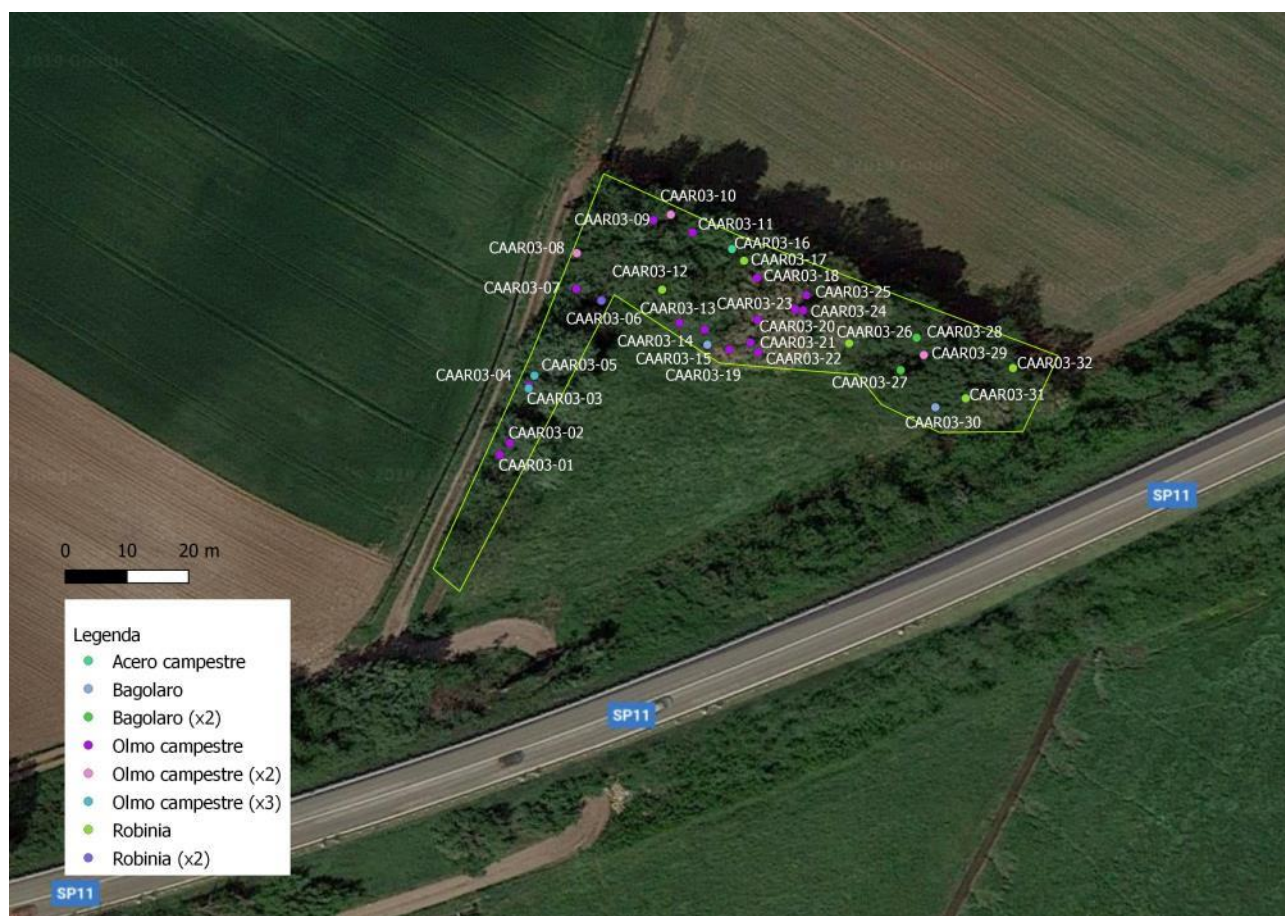 2019 Google
CAAR03-10
CAAR03-09
CAAR03-11
CAAR03-08
CAAR03-16
CAAR03-17
CAAR03-12
CAAR03-18
CAAR03-07
CAAR03-25
CAAR03-13
CAAR03-23
CAAR03-24
CAAR03-06
CAAR03-20
CAAR03-26
CAAR03-28
CAAR03-14
CAAR03-21
CAAR03-15
CAAR03-22
CAAR03-29
CAAR03-05
CAAR03-19
CAAR03-32
CAAR03-04
CAAR03-27
CAAR03-03
CAAR03-31
CAAR03-30
CAAR03-02
CAAR03-01
SP11
0 10 20 m
Legenda
Acero campestre
Bagolaro
Bagolaro (x2)
Olmo campestre
Olmo campestre (x2)
Olmo campestre (x3)
Robinia
Robinia (x2)
SP11
SP11